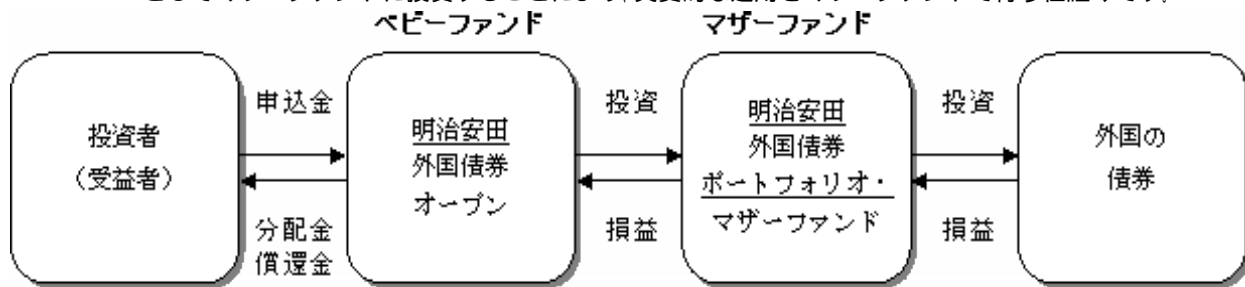 ベビーファンド
マザーファンド
投資者
(受益者)
申込金
分配金
償還金
明治安田
外国債券
オープン
投資
損益
明治安田
外国債券
ポートフォリオ・
マザーファンド
投資
損益
外国の
債券